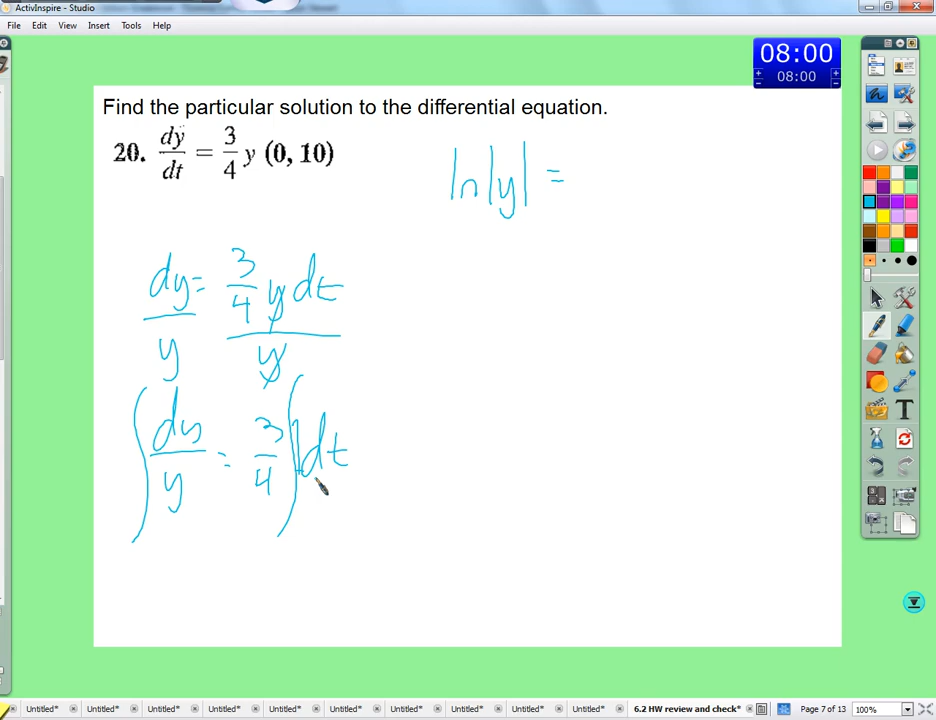 ActivInspire - Studio
File Edit View Insert Tools Help
08:00
08:00
Find the particular solution to the differential equation.
20. dy/dt = 3/4 y (0, 10)
ln|y| =
dy/y = 3/4 y dt/y
∫ dy/y = 3/4 ∫ 1 dt
Untitled* Untitled* Untitled* Untitled* Untitled* Untitled* Untitled* Untitled* Untitled* Untitled* 6.2 HW review and check* Page 7 of 13 100%